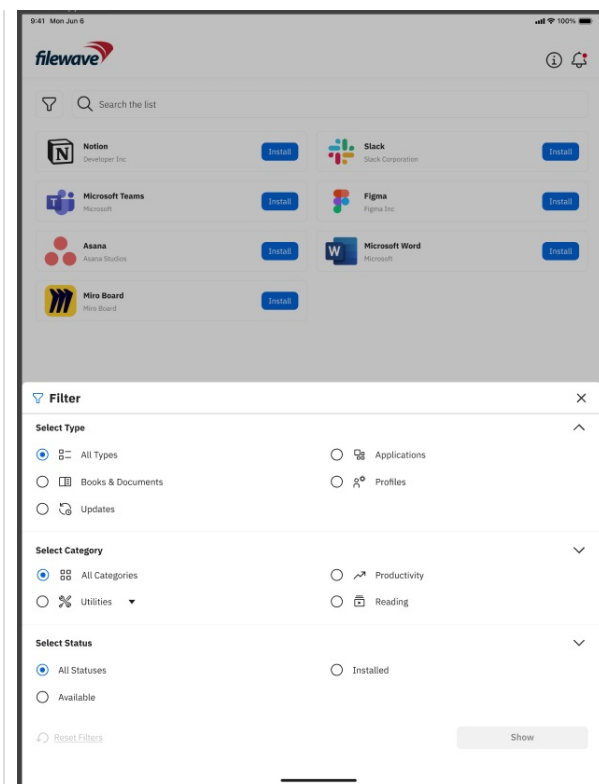 9:41 Mon Jun 6
100%
filewave
Search the list
Notion
Developer Inc
Install
Slack
Slack Corporation
Install
Microsoft Teams
Microsoft
Install
Figma
Figma Inc
Install
Asana
Asana Studios
Install
Microsoft Word
Microsoft
Install
Miro Board
Miro Board
Install
Filter
Select Type
All Types
Applications
Books & Documents
Profiles
Updates
Select Category
All Categories
Productivity
Utilities
Reading
Select Status
All Statuses
Installed
Available
Reset Filters
Show